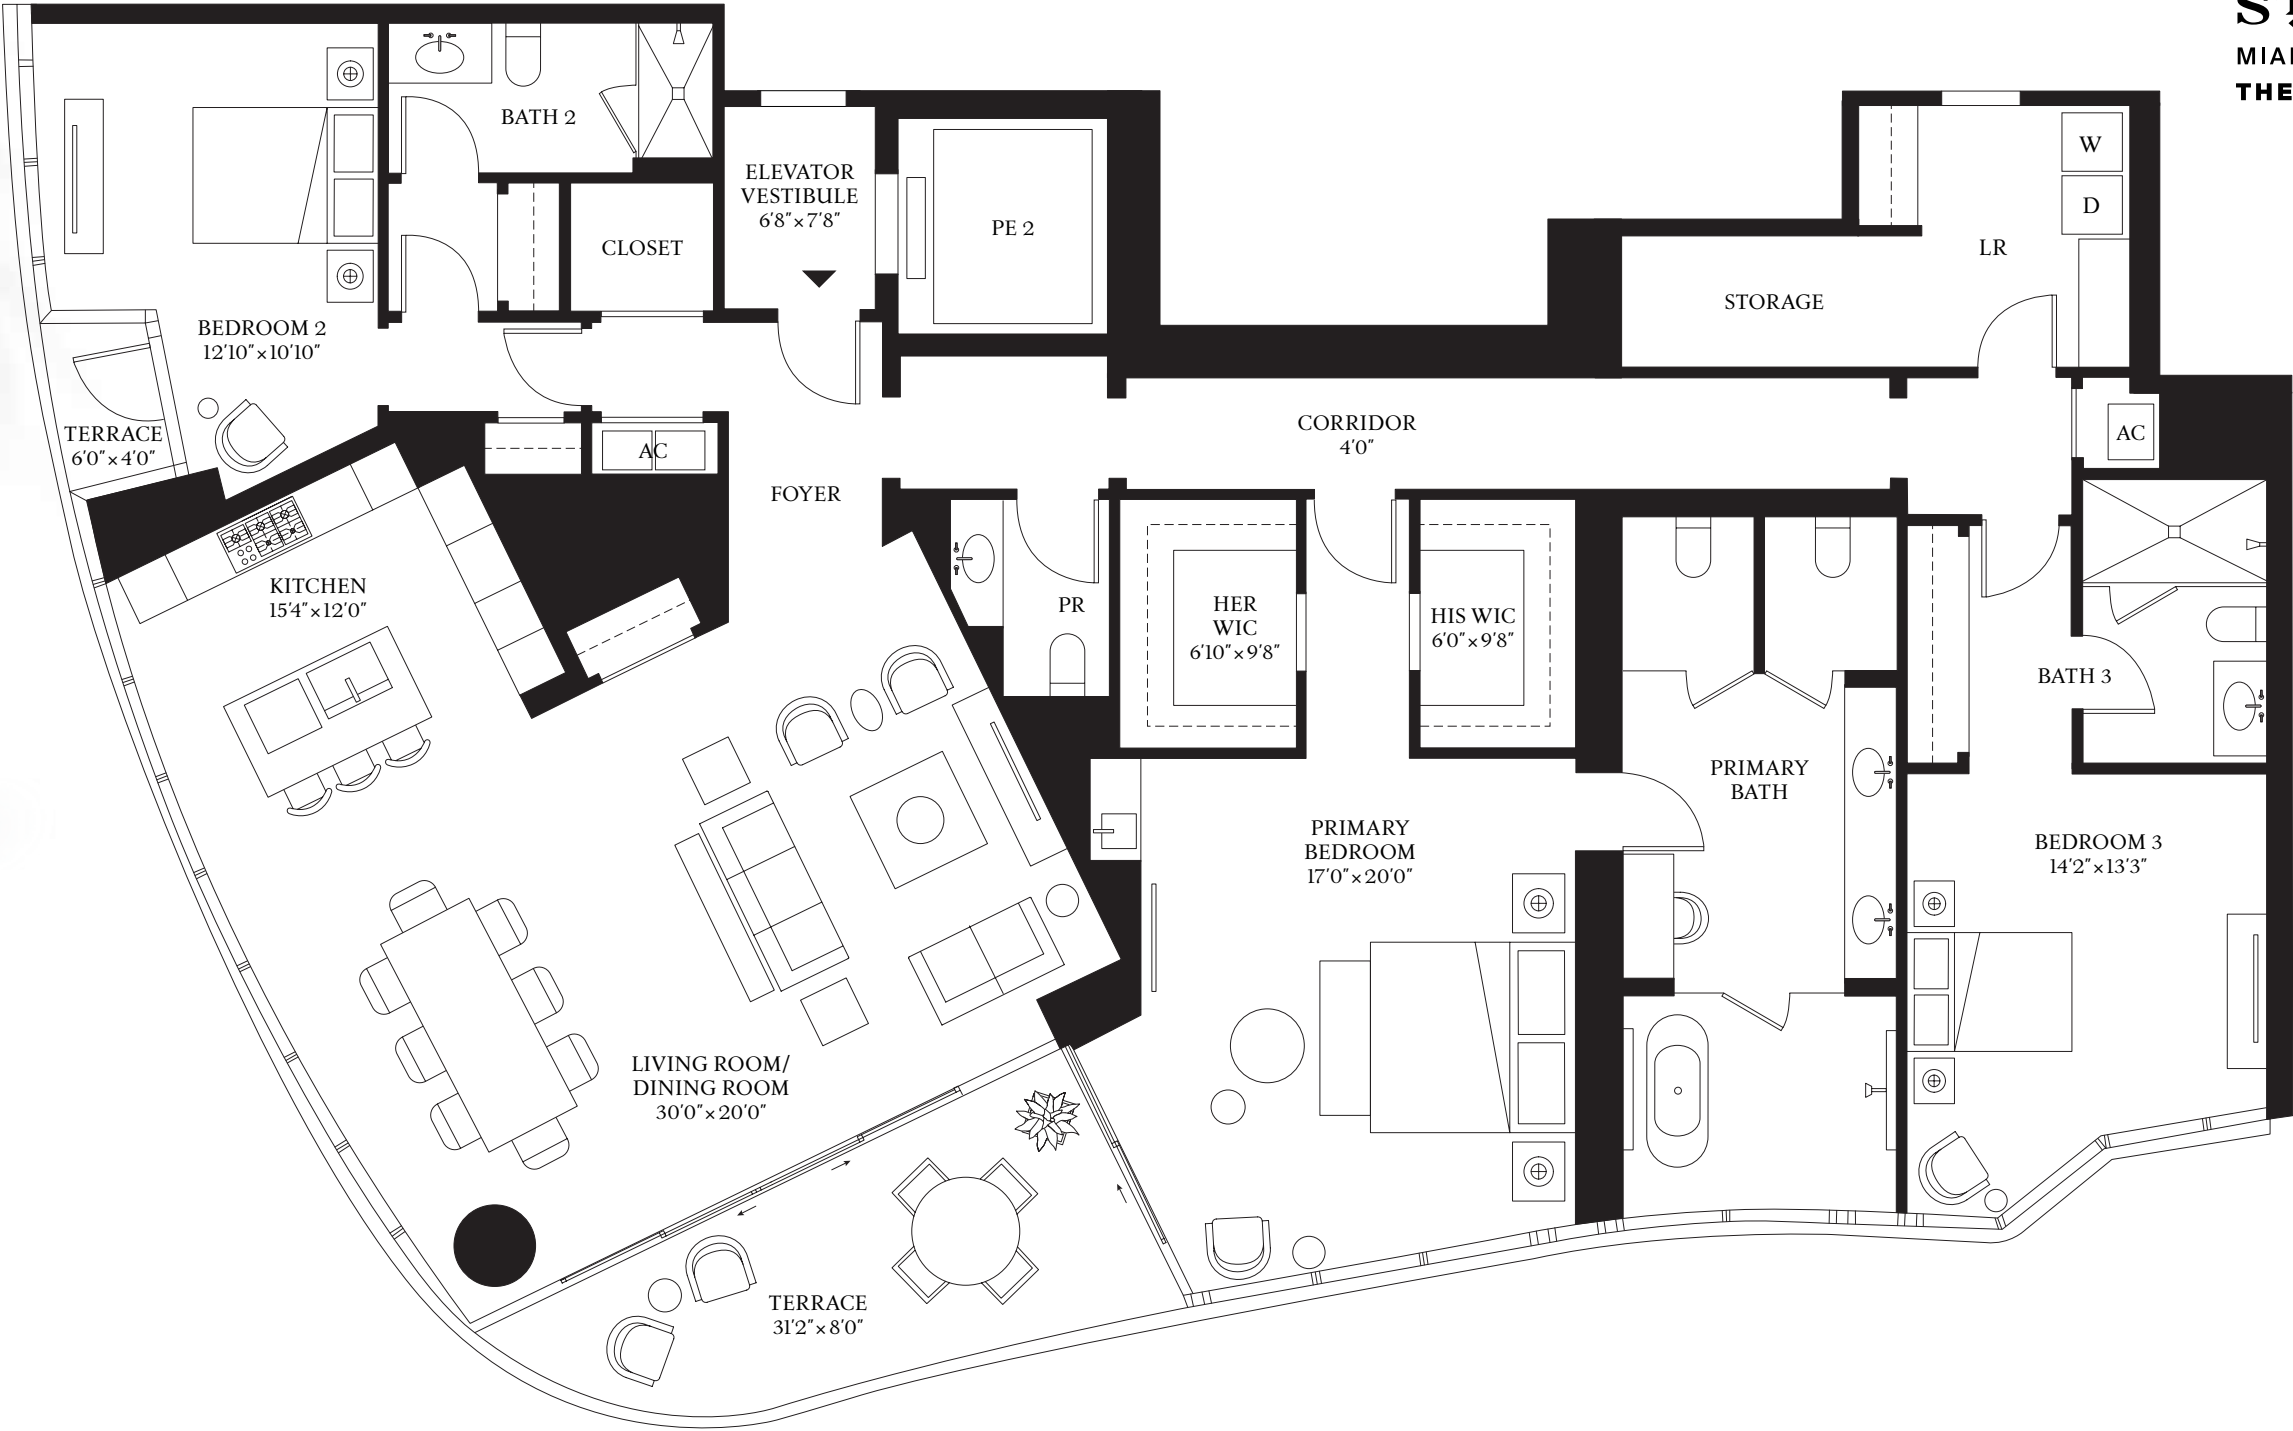 MIA
THE
BATH 2
ELEVATOR
VESTIBULE
6'8"×7'8"
PE 2
CLOSET
W
D
LR
STORAGE
BEDROOM 2
12'10"×10'10"
TERRACE
6'0"×4'0"
AC
FOYER
CORRIDOR
4'0"
AC
KITCHEN
15'4"×12'0"
PR
HER
WIC
6'10"×9'8"
HIS WIC
6'0"×9'8"
BATH 3
PRIMARY
BATH
PRIMARY
BEDROOM
17'0"×20'0"
BEDROOM 3
14'2"×13'3"
LIVING ROOM/
DINING ROOM
30'0"×20'0"
TERRACE
31'2"×8'0"